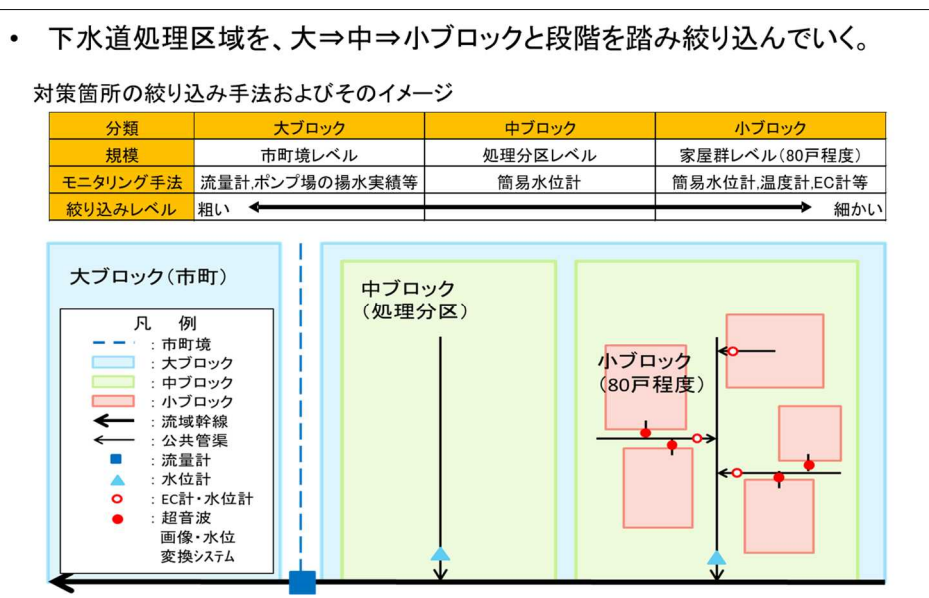 • 下水道処理区域を、大⇒中⇒小ブロックと段階を踏み絞り込んでいく。
対策箇所の絞り込み手法およびそのイメージ
分類 大ブロック 中ブロック 小ブロック
規模 市町境レベル 処理分区レベル 家屋群レベル(80戸程度)
モニタリング手法 流量計,ポンプ場の揚水実績等 簡易水位計 簡易水位計,温度計,EC計等
絞り込みレベル 粗い 細かい
大ブロック(市町)
凡 例
: 市町境
: 大ブロック
: 中ブロック
: 小ブロック
: 流域幹線
: 公共管渠
: 流量計
: 水位計
: EC計・水位計
: 超音波
画像・水位
変換システム
中ブロック
(処理分区)
小ブロック
(80戸程度)